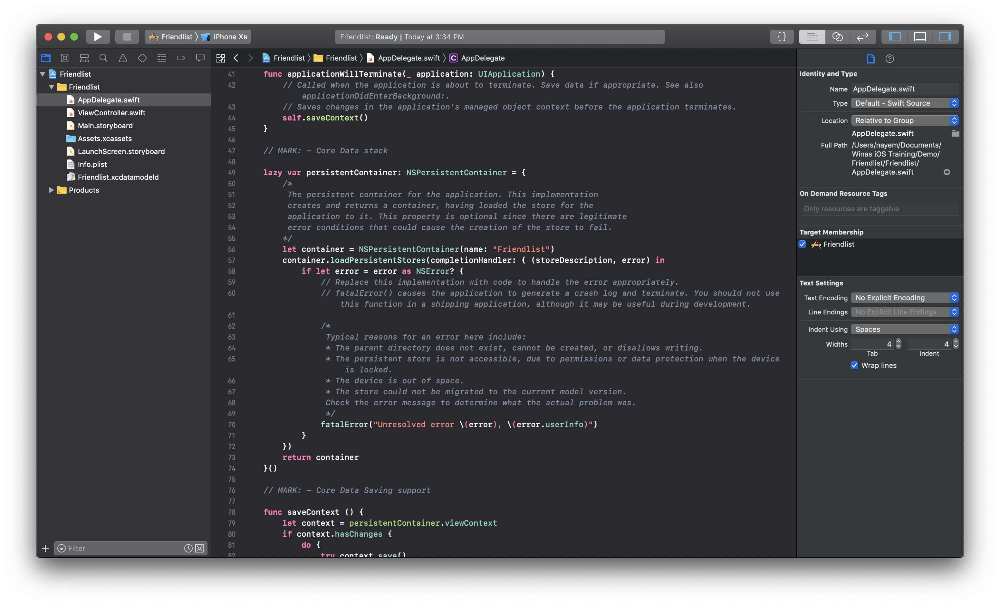 Friendlist 〉 iPhone XR
Friendlist: Ready | Today at 3:34 PM
{ }
Friendlist 〉 Friendlist 〉 AppDelegate.swift 〉 C AppDelegate
Friendlist
Friendlist
AppDelegate.swift
ViewController.swift
Main.storyboard
Assets.xcassets
LaunchScreen.storyboard
Info.plist
Friendlist.xcdatamodeld
Products
Filter
41 func applicationWillTerminate(_ application: UIApplication) {
42 // Called when the application is about to terminate. Save data if appropriate. See also
applicationDidEnterBackground:.
43 // Saves changes in the application's managed object context before the application terminates.
44 self.saveContext()
45 }
46
47 // MARK: - Core Data stack
48
49 lazy var persistentContainer: NSPersistentContainer = {
50 /*
51 The persistent container for the application. This implementation
52 creates and returns a container, having loaded the store for the
53 application to it. This property is optional since there are legitimate
54 error conditions that could cause the creation of the store to fail.
55 */
56 let container = NSPersistentContainer(name: "Friendlist")
57 container.loadPersistentStores(completionHandler: { (storeDescription, error) in
58 if let error = error as NSError? {
59 // Replace this implementation with code to handle the error appropriately.
60 // fatalError() causes the application to generate a crash log and terminate. You should not use
this function in a shipping application, although it may be useful during development.
61
62 /*
63 Typical reasons for an error here include:
64 * The parent directory does not exist, cannot be created, or disallows writing.
65 * The persistent store is not accessible, due to permissions or data protection when the device
is locked.
66 * The device is out of space.
67 * The store could not be migrated to the current model version.
68 Check the error message to determine what the actual problem was.
69 */
70 fatalError("Unresolved error \(error), \(error.userInfo)")
71 }
72 })
73 return container
74 }()
75
76 // MARK: - Core Data Saving support
77
78 func saveContext () {
79 let context = persistentContainer.viewContext
80 if context.hasChanges {
81 do {
82 try context.save()
Identity and Type
Name AppDelegate.swift
Type Default - Swift Source
Location Relative to Group
AppDelegate.swift
Full Path /Users/nayem/Documents/
Winas iOS Training/Demo/
Friendlist/Friendlist/
AppDelegate.swift
On Demand Resource Tags
Only resources are taggable
Target Membership
Friendlist
Text Settings
Text Encoding No Explicit Encoding
Line Endings No Explicit Line Endings
Indent Using Spaces
Widths 4 4
Tab Indent
Wrap lines